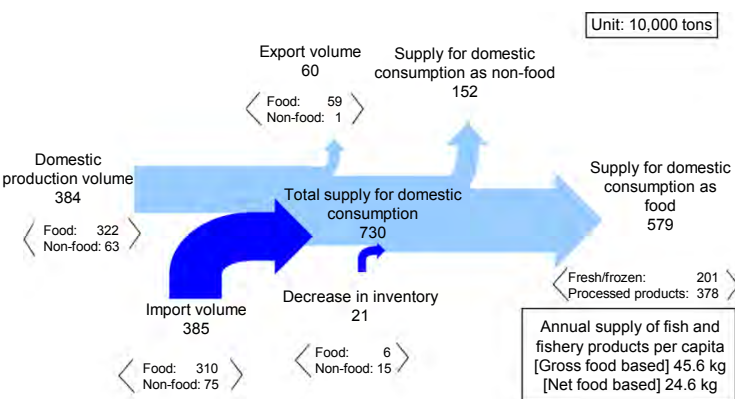 Unit: 10,000 tons
Export volume
60
Food: 59
Non-food: 1
Supply for domestic
consumption as non-food
152
Domestic
production volume
384
Food: 322
Non-food: 63
Total supply for domestic
consumption
730
Supply for domestic
consumption as
food
579
Fresh/frozen: 201
Processed products: 378
Import volume
385
Food: 310
Non-food: 75
Decrease in inventory
21
Food: 6
Non-food: 15
Annual supply of fish and
fishery products per capita
[Gross food based] 45.6 kg
[Net food based] 24.6 kg